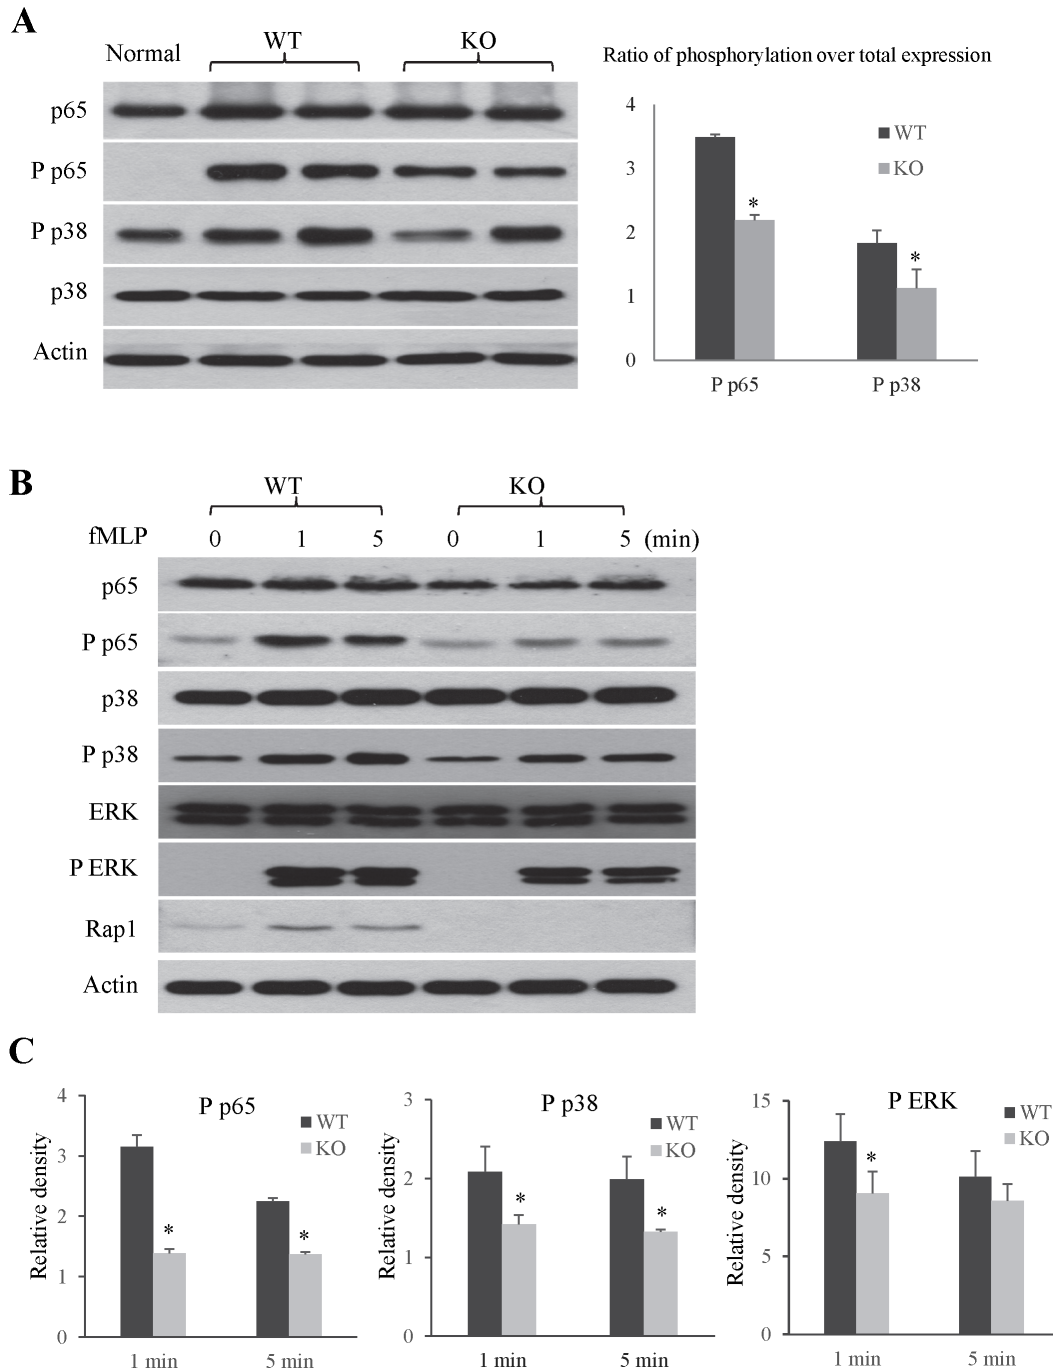 A
Normal WT KO
p65
P p65
P p38
p38
Actin
Ratio of phosphorylation over total expression
4
3
2
1
0
WT
KO
*
*
P p65 P p38
B
WT KO
fMLP 0 1 5 0 1 5 (min)
p65
P p65
p38
P p38
ERK
P ERK
Rap1
Actin
C
P p65
Relative density
4
3
2
1
0
WT
KO
*
*
1 min 5 min
P p38
Relative density
3
2
1
0
WT
KO
*
*
1 min 5 min
P ERK
Relative density
15
10
5
0
WT
KO
*
1 min 5 min